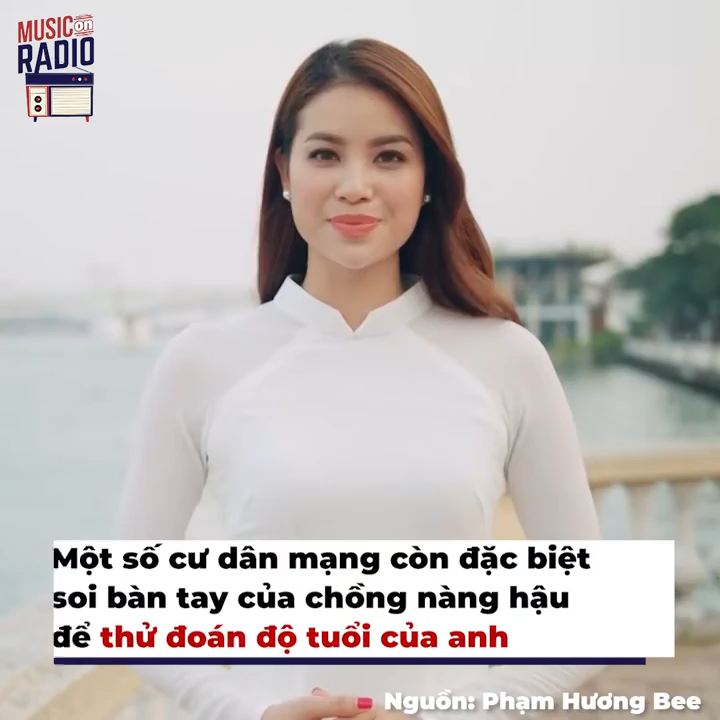 MUSIC on
RADIO
Một số cư dân mạng còn đặc biệt
soi bàn tay của chồng nàng hậu
để thử đoán độ tuổi của anh
Nguồn: Phạm Hương Bee